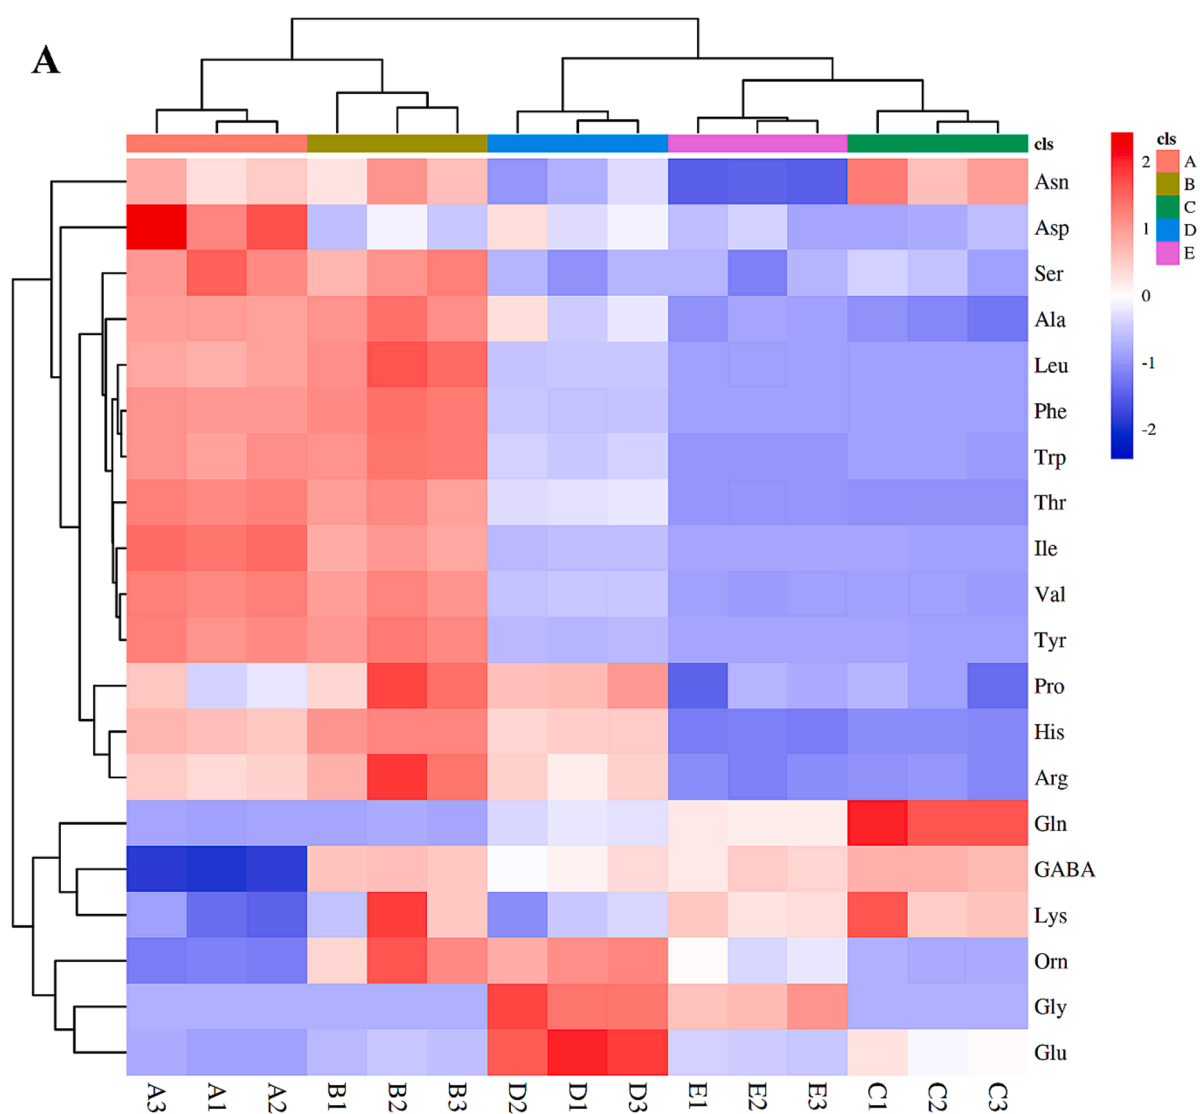 A
cls
Asn
Asp
Ser
Ala
Leu
Phe
Trp
Thr
Ile
Val
Tyr
Pro
His
Arg
Gln
GABA
Lys
Orn
Gly
Glu
A3 A1 A2 B1 B2 B3 D2 D1 D3 E1 E2 E3 C1 C2 C3
2
1
0
-1
-2
cls
A
B
C
D
E